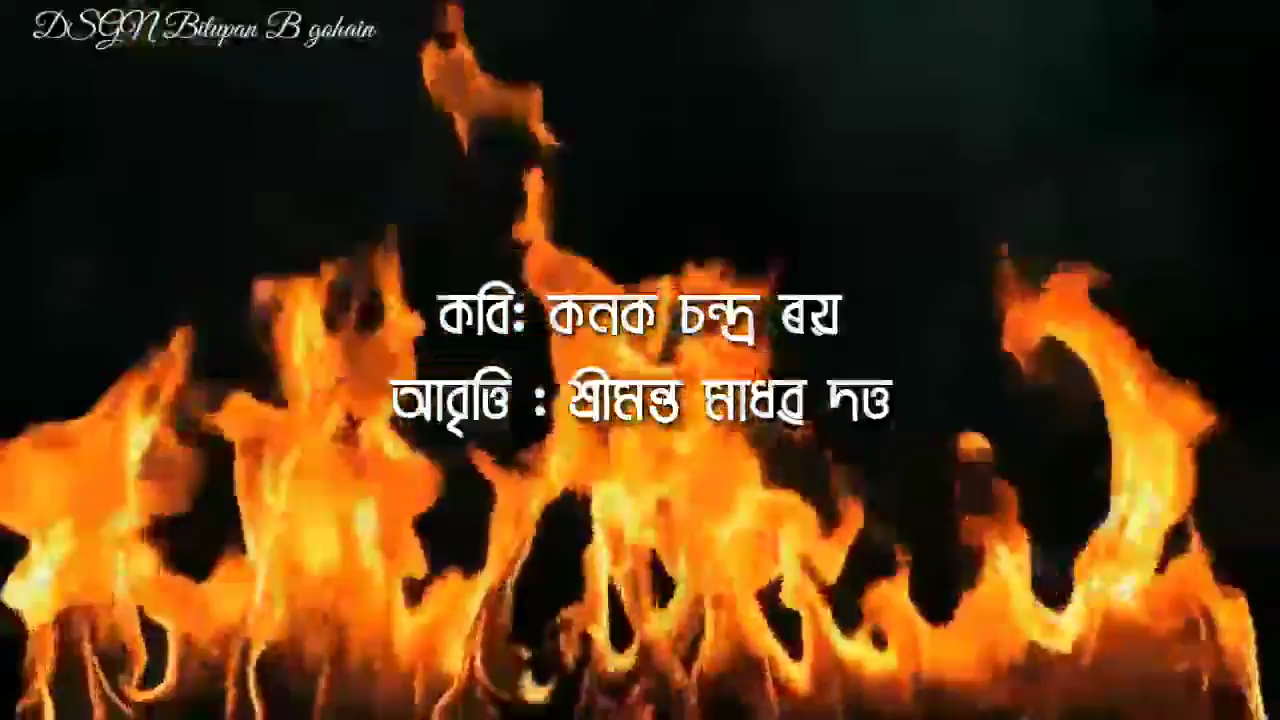 DSGN Bitupan B gohain
কবি: কনক চন্দ্ৰ ৰয়
আবৃত্তি : শ্ৰীমন্ত মাধৱ দত্ত